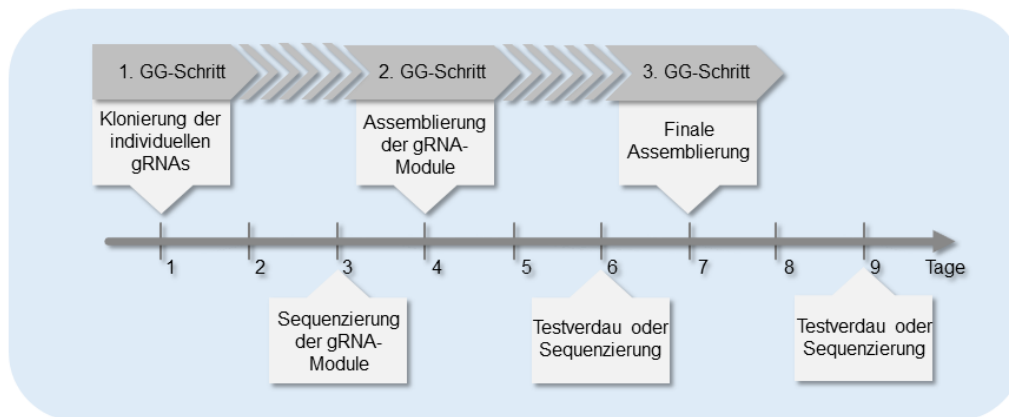 1. GG-Schritt
2. GG-Schritt
3. GG-Schritt
Klonierung der
individuellen
gRNAs
Assemblierung
der gRNA-
Module
Finale
Assemblierung
1
2
3
4
5
6
7
8
9
Tage
Sequenzierung
der gRNA-
Module
Testverdau oder
Sequenzierung
Testverdau oder
Sequenzierung